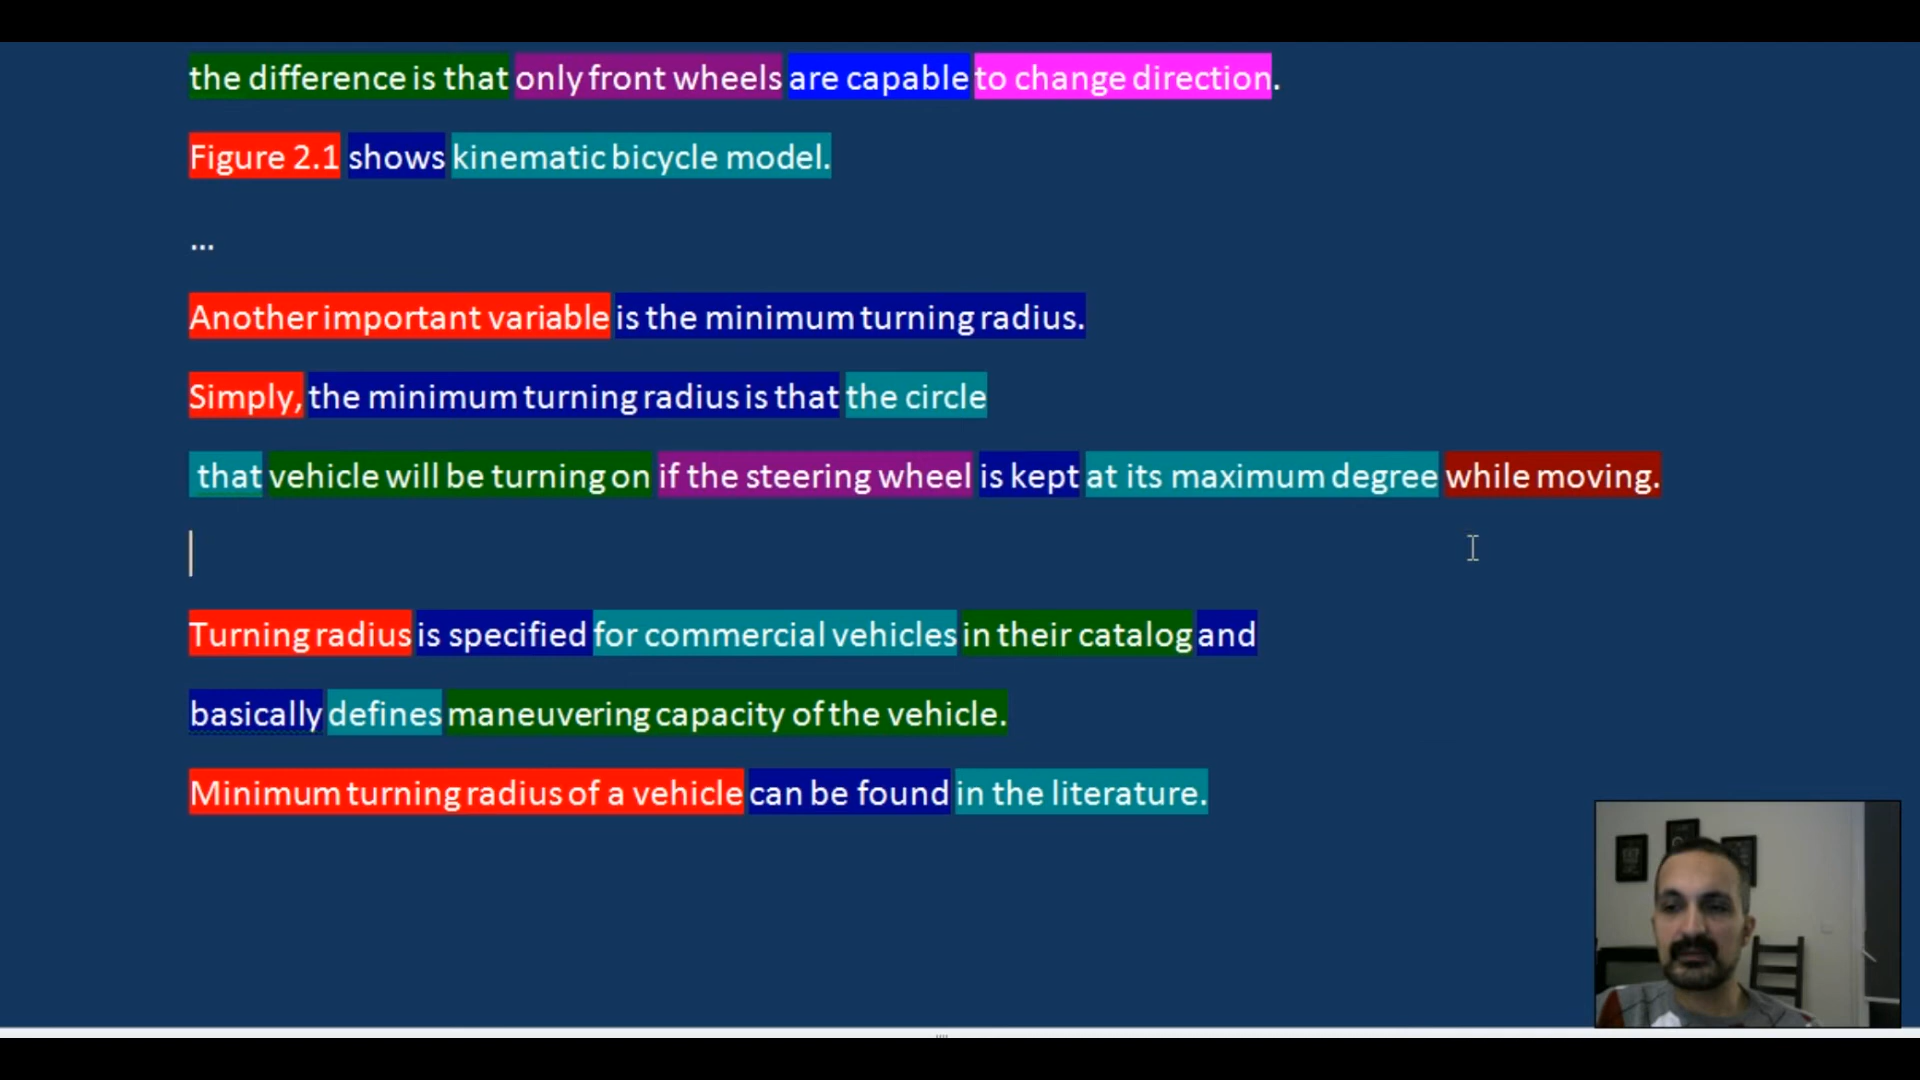 the difference is that only front wheels are capable to change direction.
Figure 2.1 shows kinematic bicycle model.
...
Another important variable is the minimum turning radius.
Simply, the minimum turning radius is that the circle
that vehicle will be turning on if the steering wheel is kept at its maximum degree while moving.
Turning radius is specified for commercial vehicles in their catalog and
basically defines maneuvering capacity of the vehicle.
Minimum turning radius of a vehicle can be found in the literature.